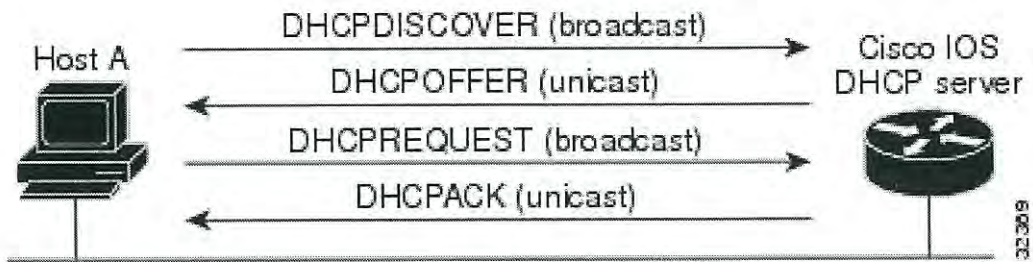 DHCPDISCOVER (broadcast)
Host A
Cisco IOS
DHCP server
DHCPOFFER (unicast)
DHCPREQUEST (broadcast)
DHCPACK (unicast)
32369